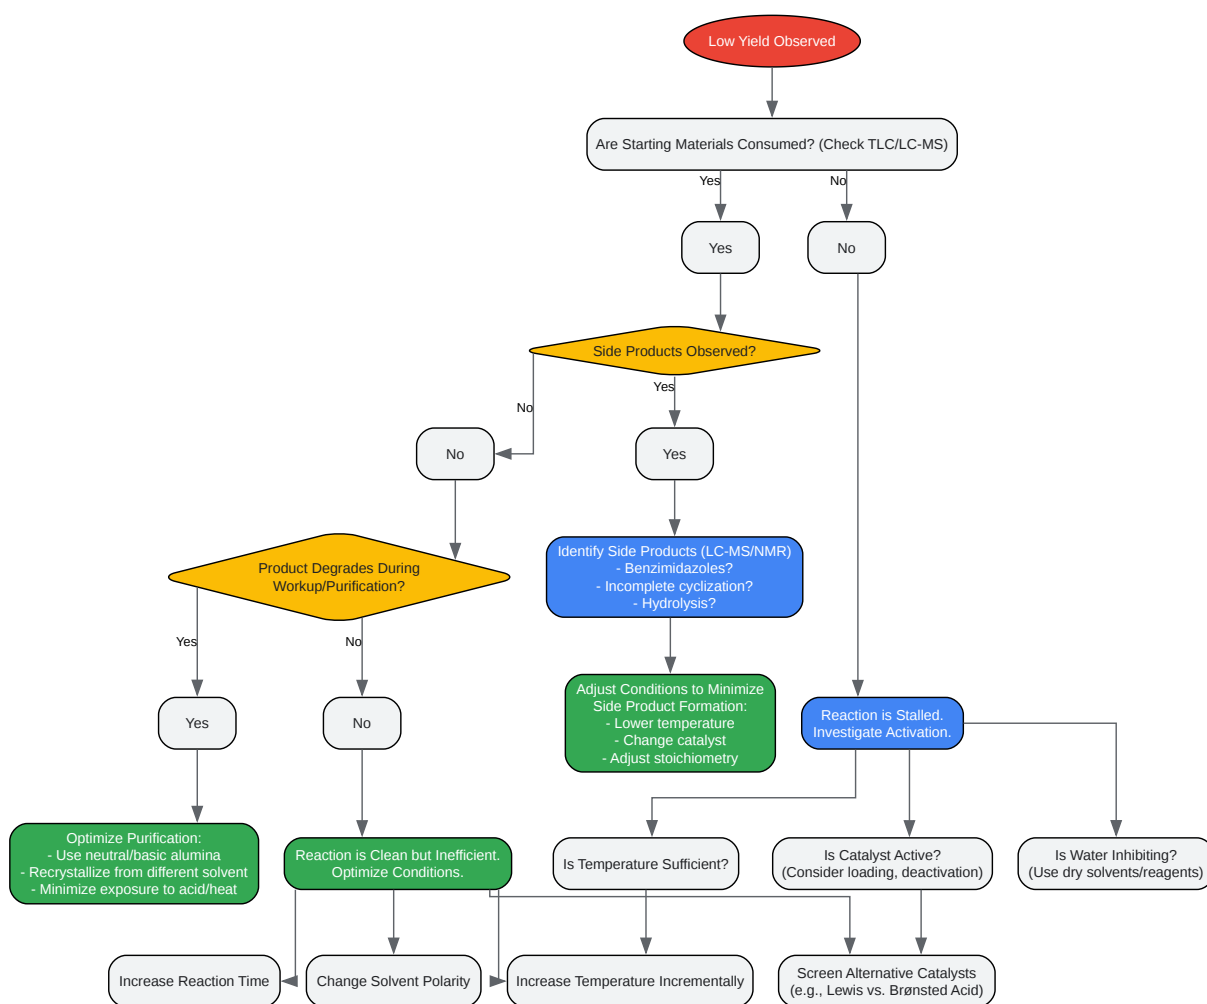 Low Yield Observed
Are Starting Materials Consumed? (Check TLC/LC-MS)
Yes
No
Yes
No
Side Products Observed?
No
Yes
No
Yes
Product Degrades During
Workup/Purification?
Identify Side Products (LC-MS/NMR)
- Benzimidazoles?
- Incomplete cyclization?
- Hydrolysis?
Yes
No
Yes
No
Adjust Conditions to Minimize
Side Product Formation:
- Lower temperature
- Change catalyst
- Adjust stoichiometry
Reaction is Stalled.
Investigate Activation.
Optimize Purification:
- Use neutral/basic alumina
- Recrystallize from different solvent
- Minimize exposure to acid/heat
Reaction is Clean but Inefficient.
Optimize Conditions.
Is Temperature Sufficient?
Is Catalyst Active?
(Consider loading, deactivation)
Is Water Inhibiting?
(Use dry solvents/reagents)
Increase Reaction Time
Change Solvent Polarity
Increase Temperature Incrementally
Screen Alternative Catalysts
(e.g., Lewis vs. Brønsted Acid)